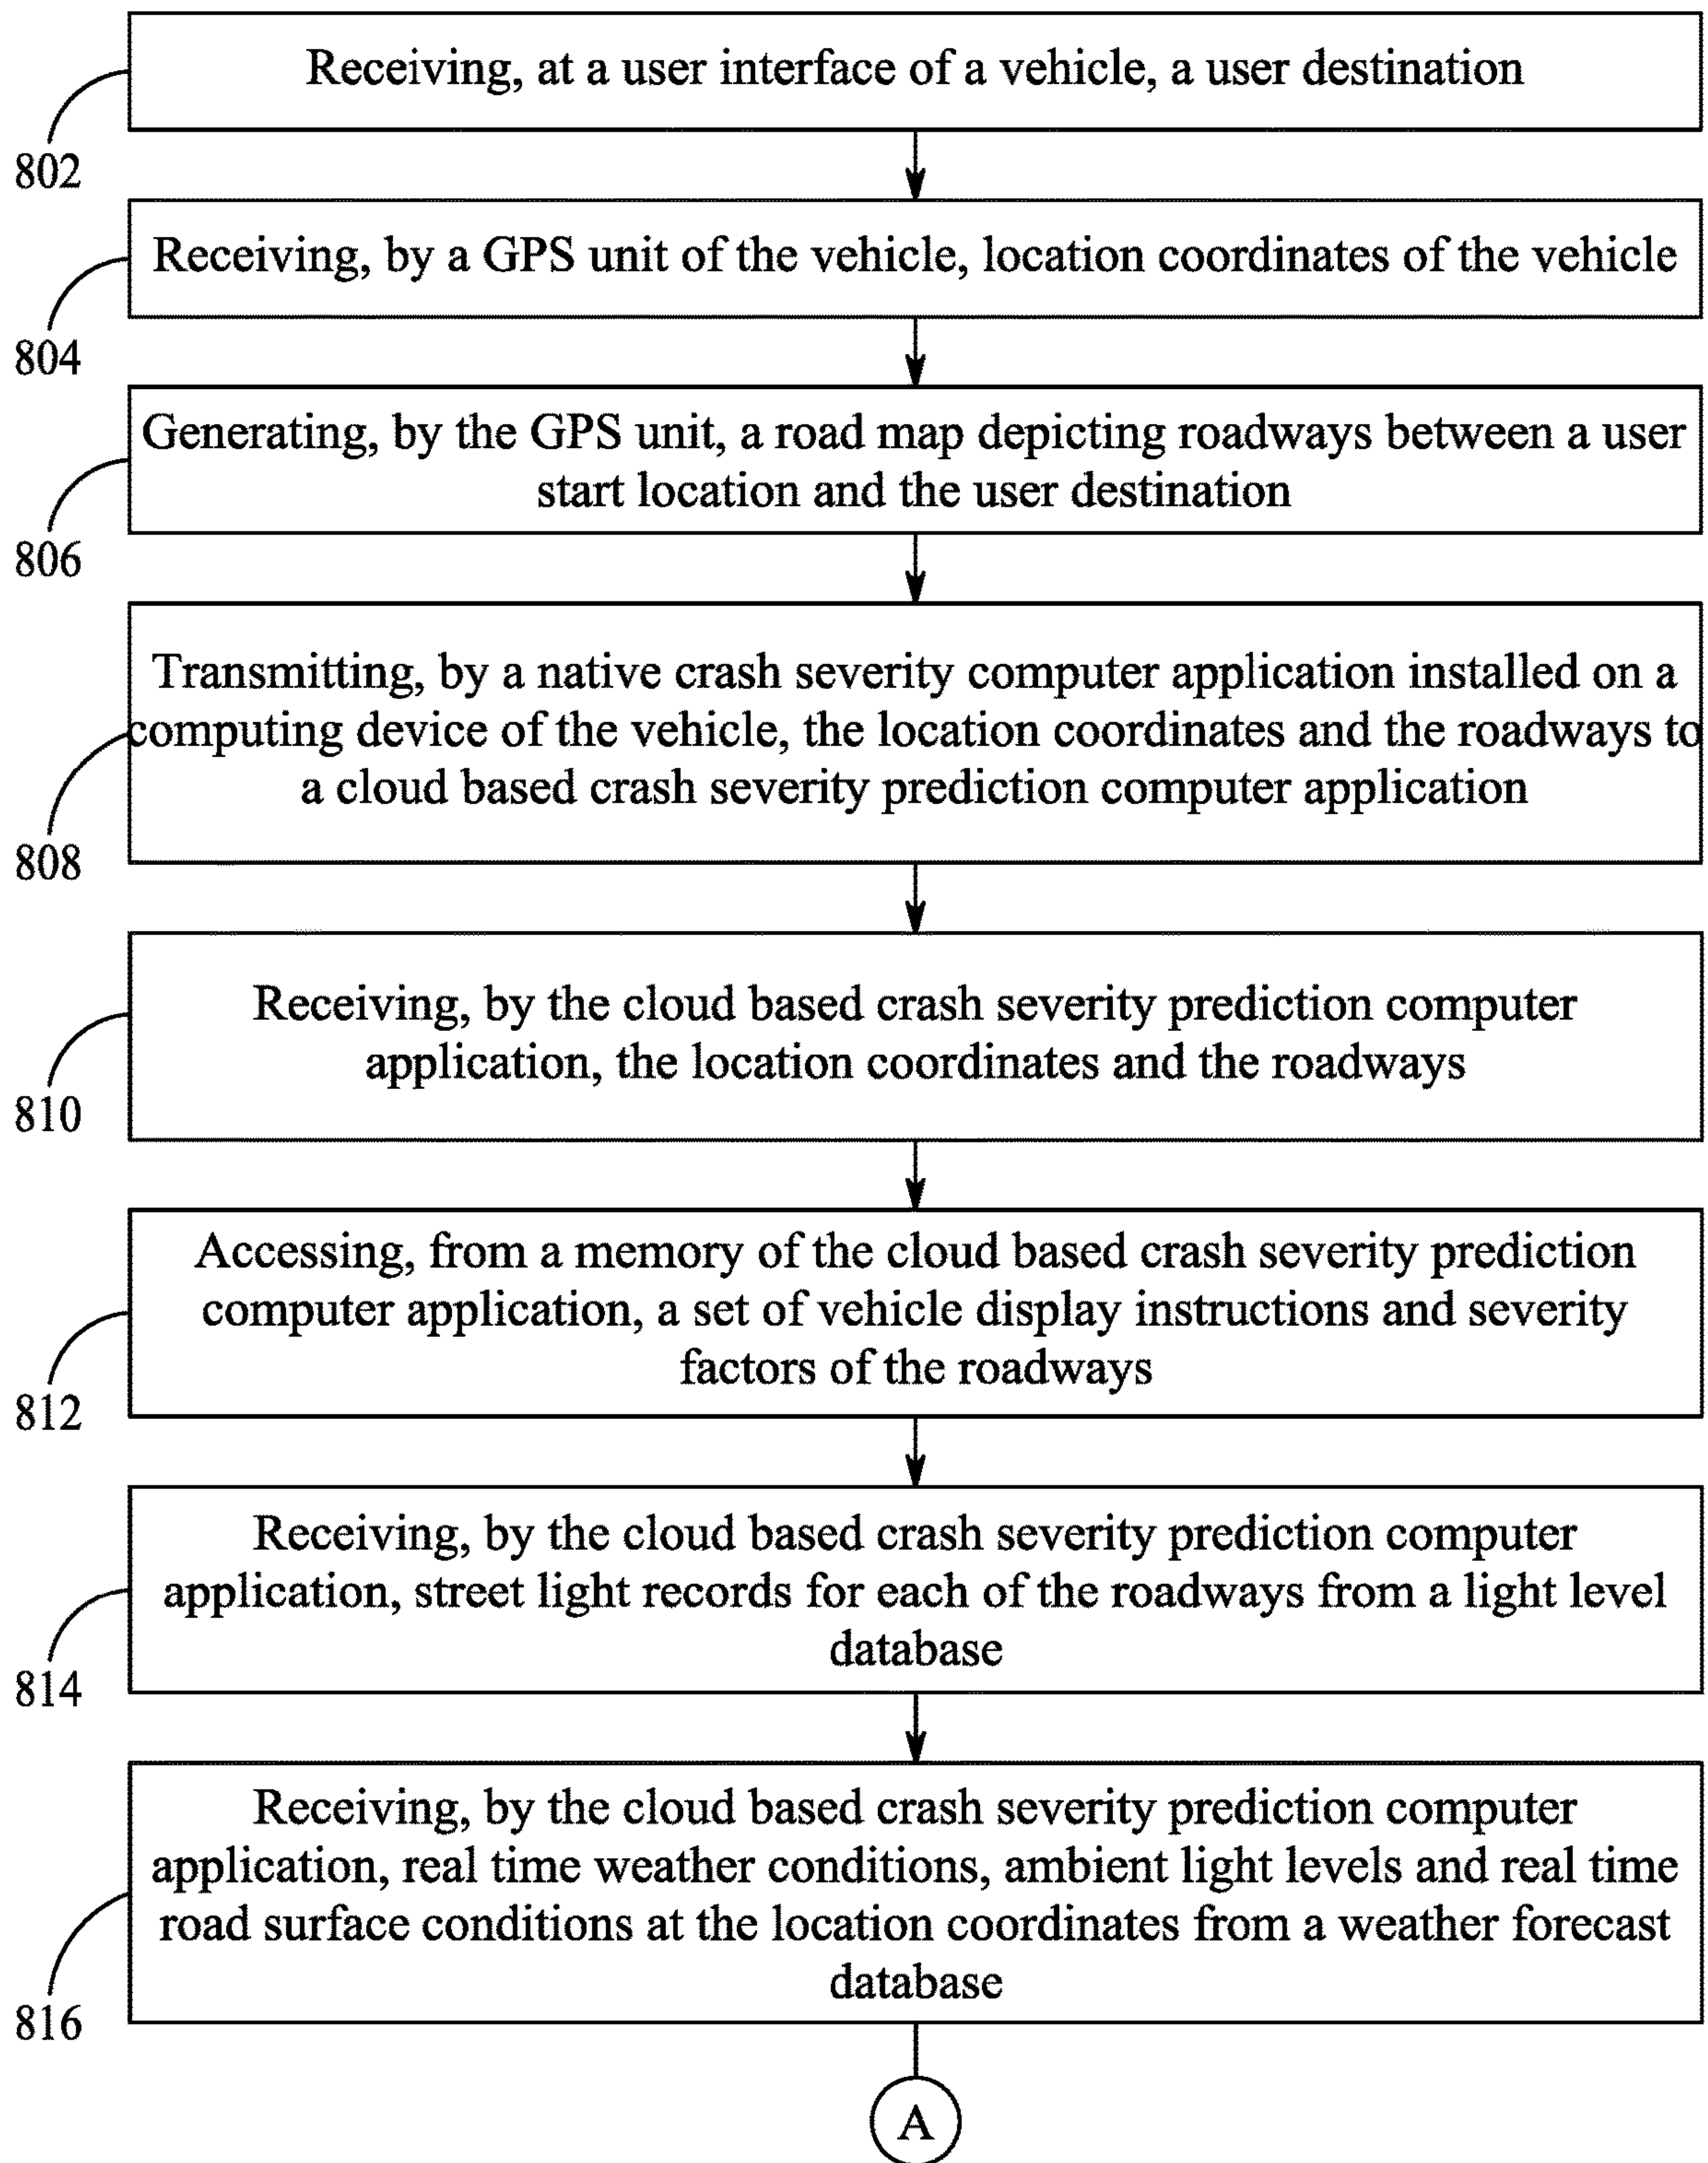 Receiving, at a user interface of a vehicle, a user destination
802
Receiving, by a GPS unit of the vehicle, location coordinates of the vehicle
804
Generating, by the GPS unit, a road map depicting roadways between a user
start location and the user destination
806
Transmitting, by a native crash severity computer application installed on a
computing device of the vehicle, the location coordinates and the roadways to
a cloud based crash severity prediction computer application
808
Receiving, by the cloud based crash severity prediction computer
application, the location coordinates and the roadways
810
Accessing, from a memory of the cloud based crash severity prediction
computer application, a set of vehicle display instructions and severity
factors of the roadways
812
Receiving, by the cloud based crash severity prediction computer
application, street light records for each of the roadways from a light level
database
814
Receiving, by the cloud based crash severity prediction computer
application, real time weather conditions, ambient light levels and real time
road surface conditions at the location coordinates from a weather forecast
database
816
A